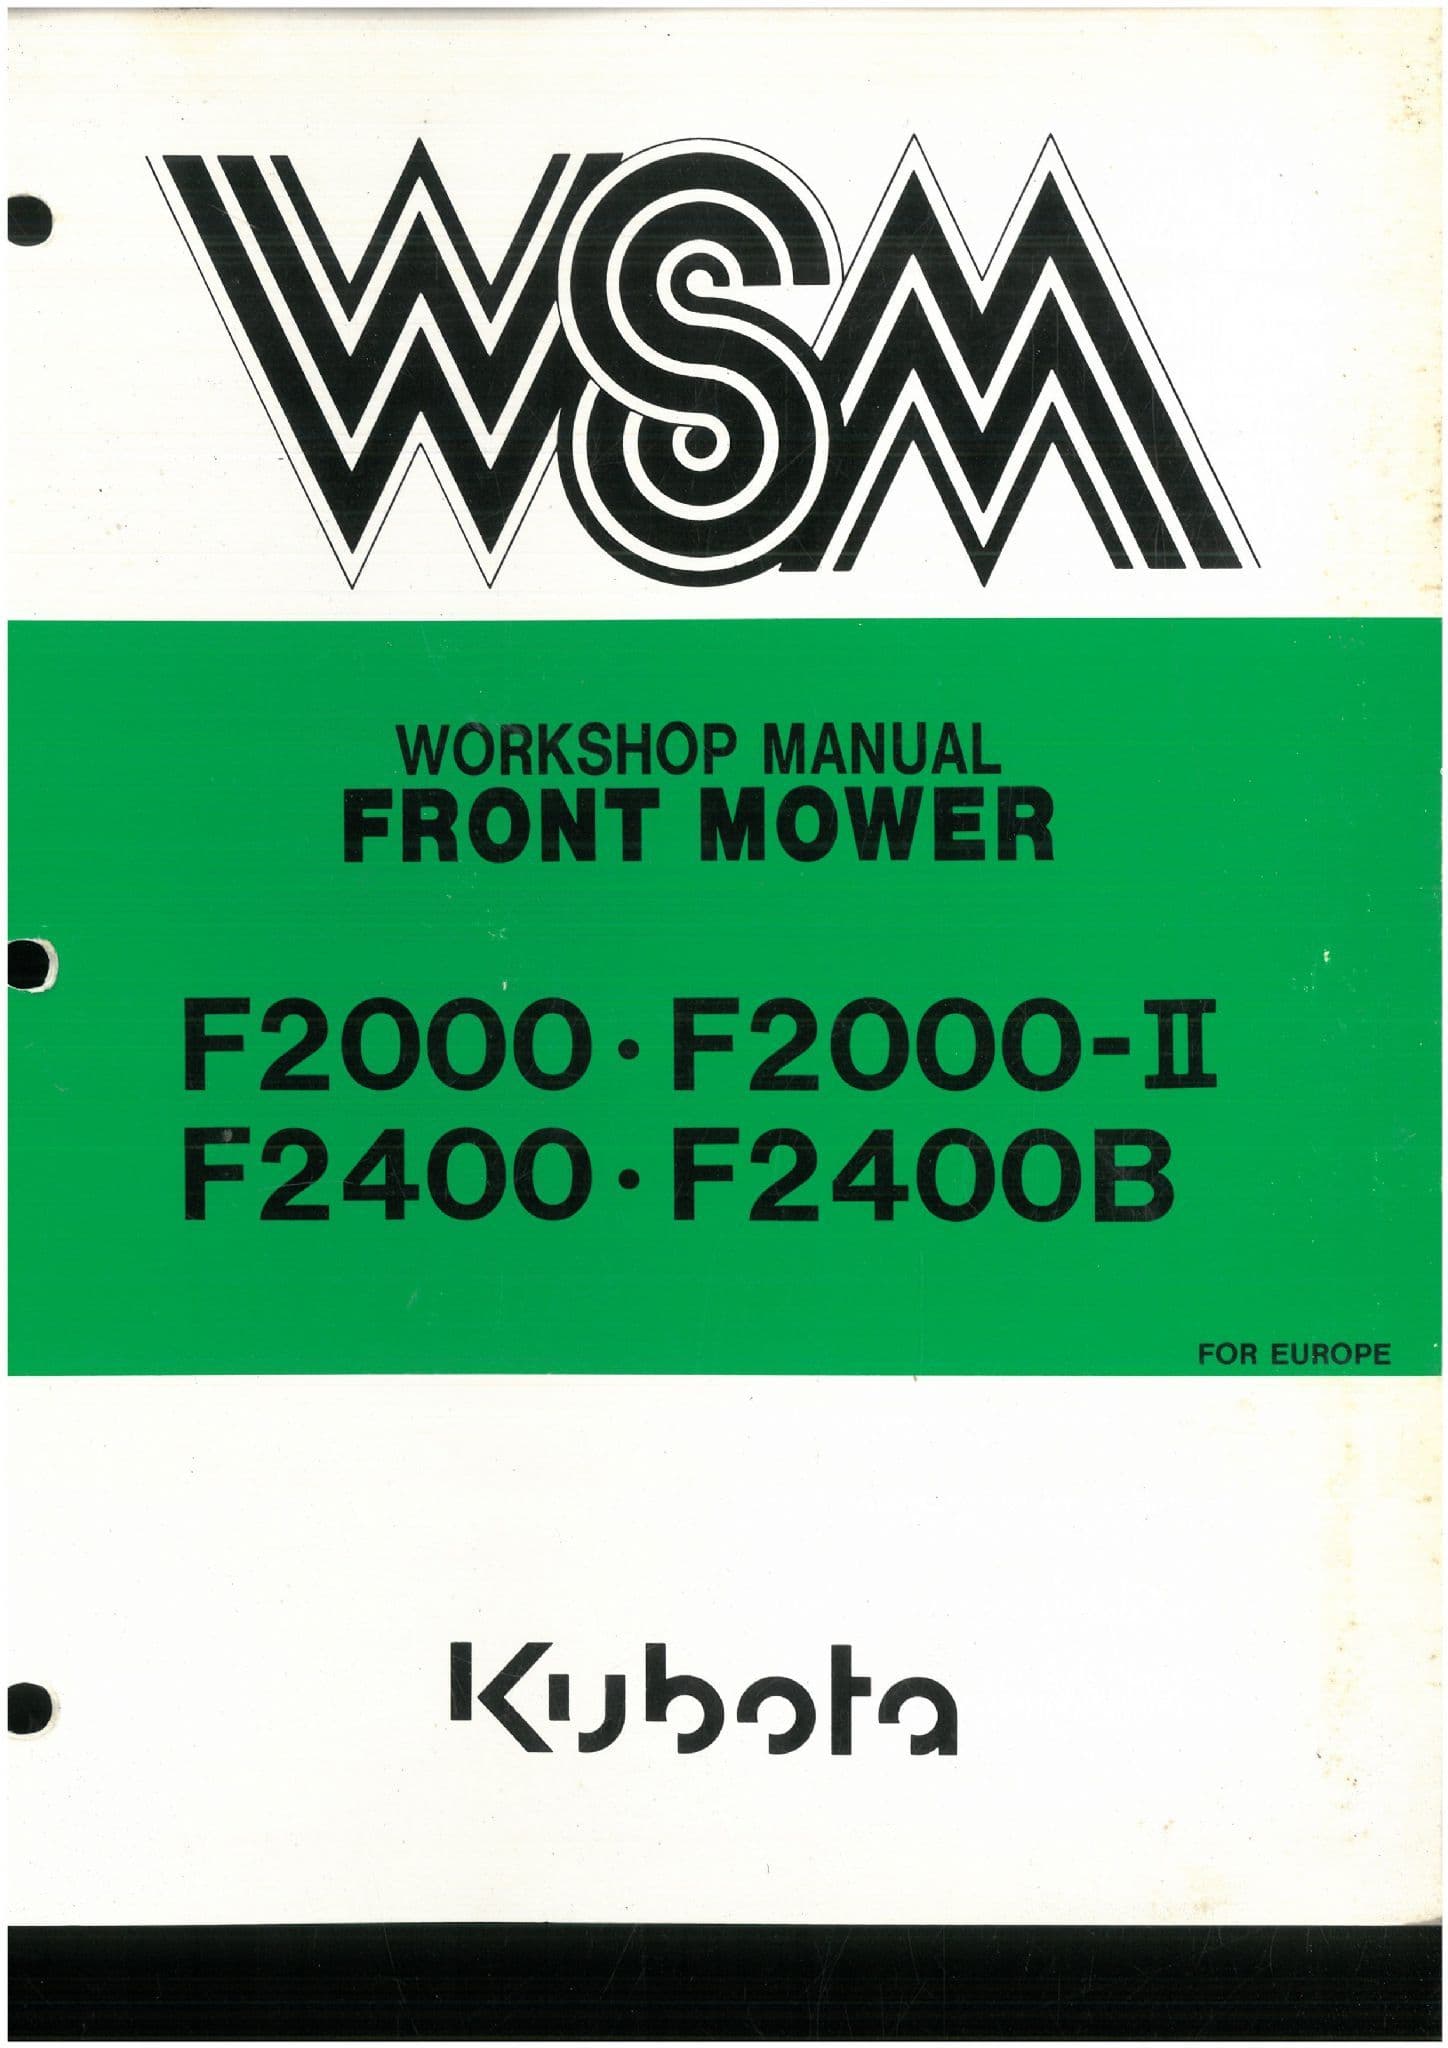 WSM
WORKSHOP MANUAL
FRONT MOWER
F2000・F2000-II
F2400・F2400B
FOR EUROPE
Kubota